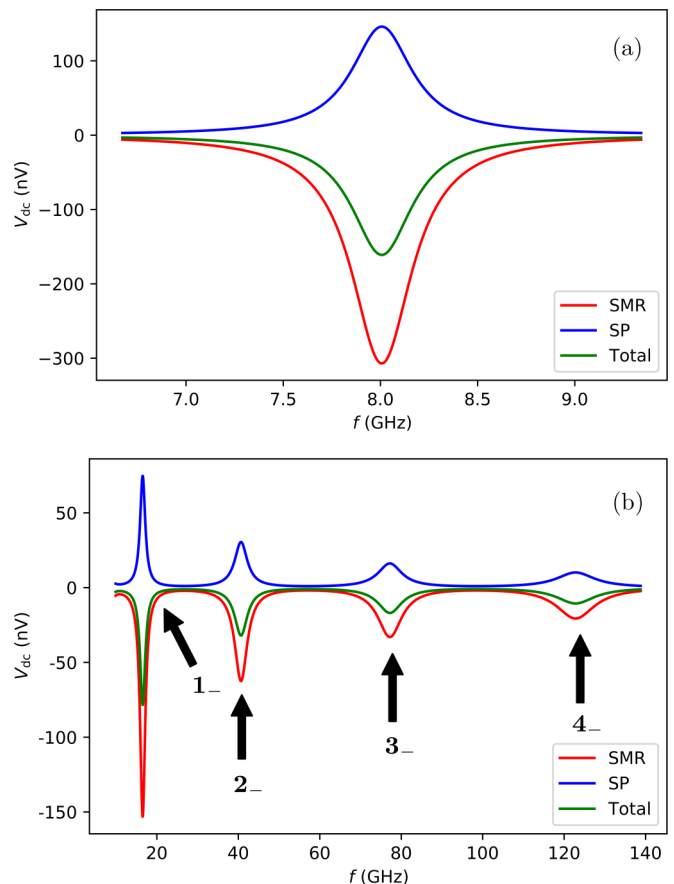 (a)
100
0
−100
−200
−300
V_dc (nV)
7.0 7.5 8.0 8.5 9.0
f (GHz)
SMR
SP
Total
(b)
50
0
-50
-100
-150
V_dc (nV)
1_−
2_−
3_−
4_−
SMR
SP
Total
20 40 60 80 100 120 140
f (GHz)